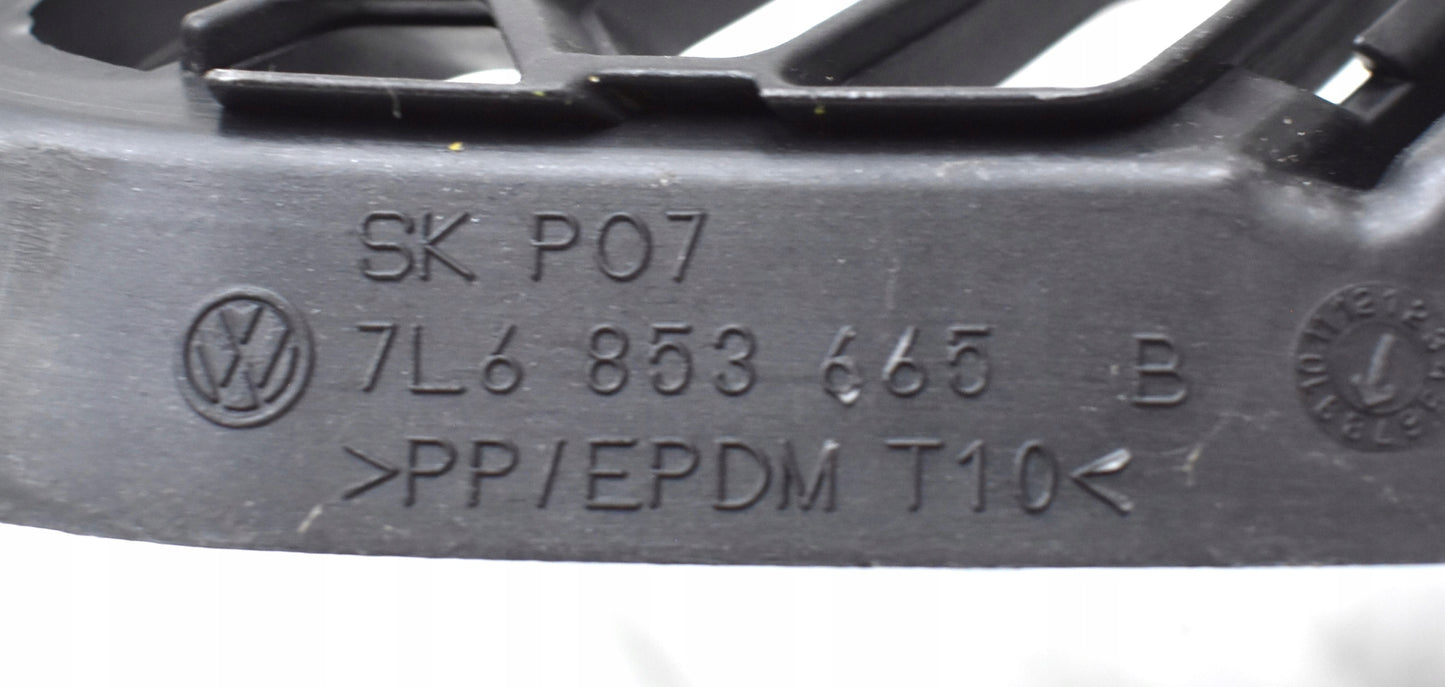 SK P07
7L6 853 665 B
>PP/EPDM T10<